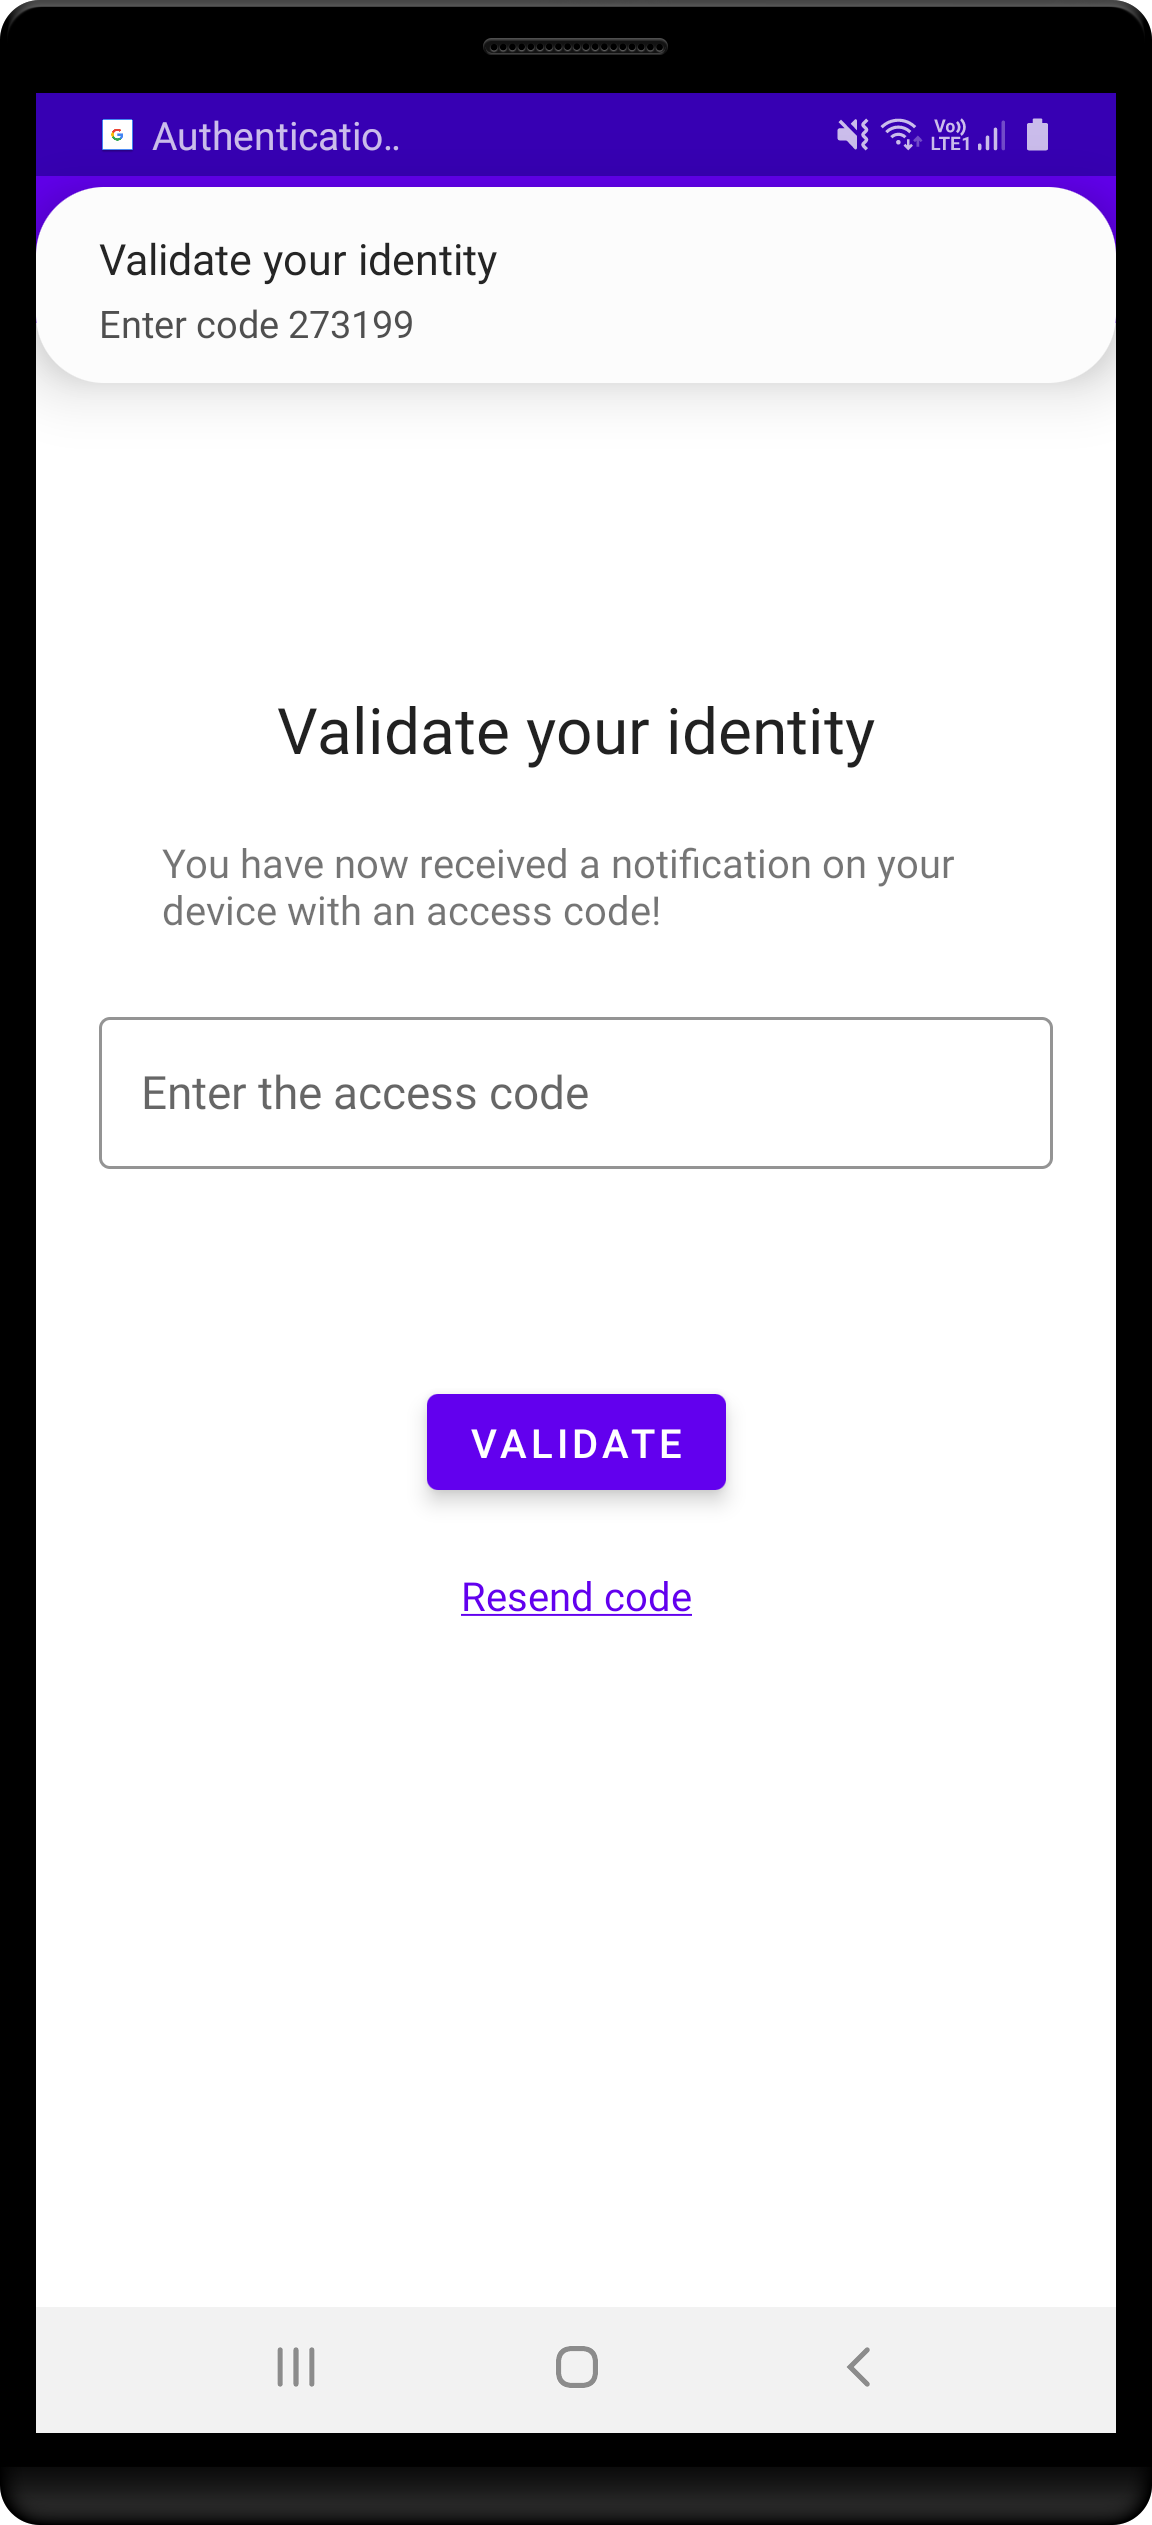 Authenticatio..
Vo))
LTE1
Validate your identity
Enter code 273199
Validate your identity
You have now received a notification on your
device with an access code!
Enter the access code
VALIDATE
Resend code